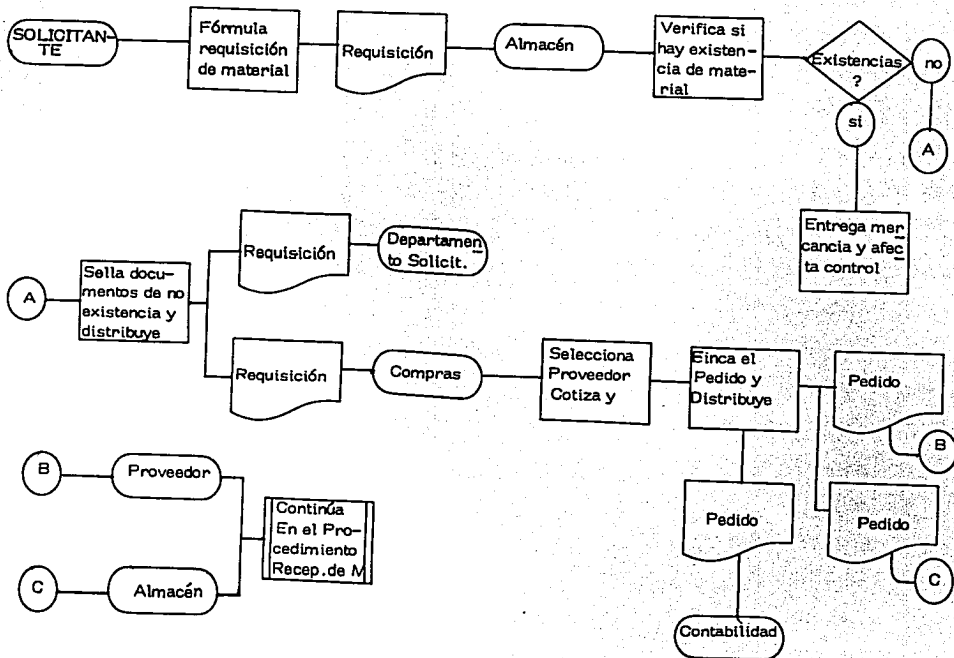 SOLICITAN-
TE
Fórmula
requisición
de material
Requisición
Almacén
Verifica si
hay existen-
cia de mate-
rial
Existencias
?
no
si
A
Entrega mer
cancia y afec
ta control
A
Sella docu-
mentos de no
existencia y
distribuye
Requisición
Departamen
to Solicit.
Requisición
Compras
Selecciona
Proveedor
Cotiza y
Einca el
Pedido y
Distribuye
Pedido
B
Pedido
Pedido
C
Contabilidad
B
Proveedor
C
Almacén
Continúa
En el Pro-
cedimiento
Recep.de M